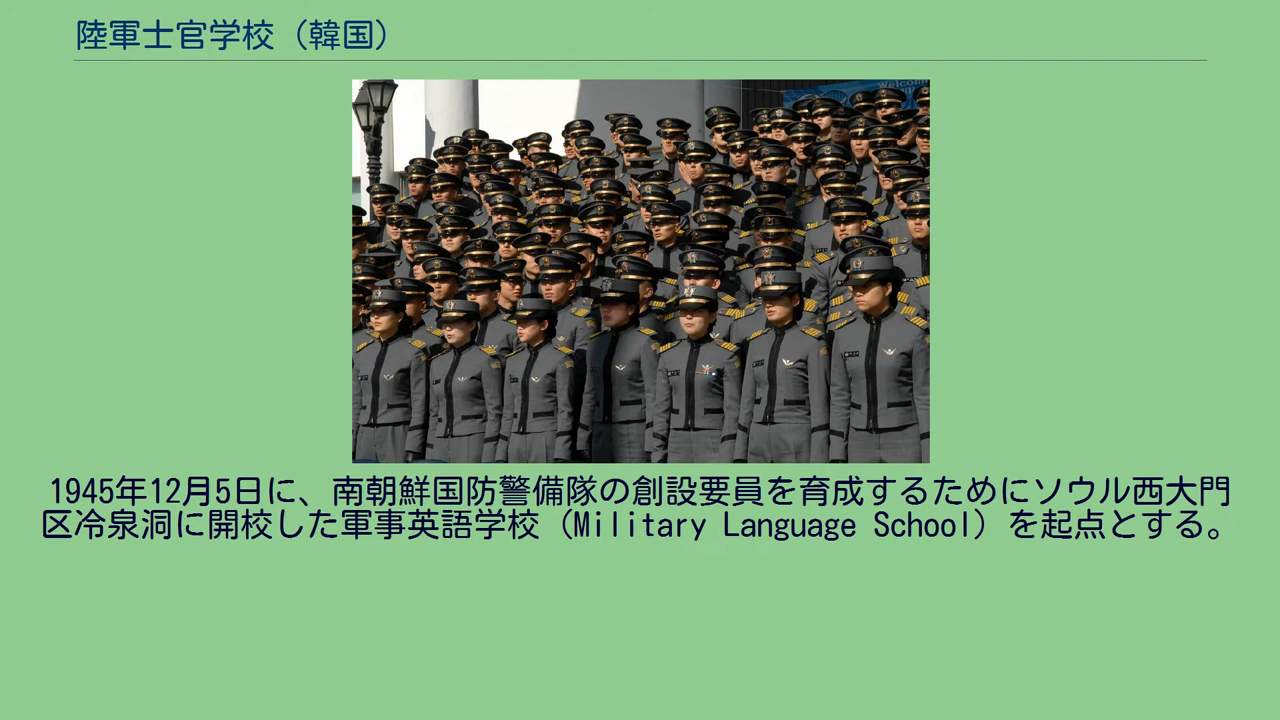 陸軍士官学校（韓国）
Welcom
1945年12月5日に、南朝鮮国防警備隊の創設要員を育成するためにソウル西大門
区冷泉洞に開校した軍事英語学校（Military Language School）を起点とする。